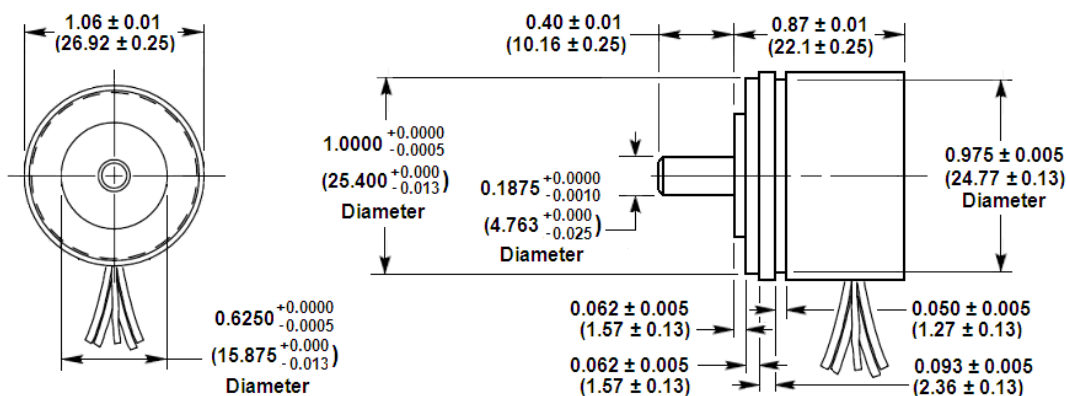 1.06 ± 0.01
(26.92 ± 0.25)
0.6250 +0.0000 -0.0005
(15.875 +0.000 -0.013)
Diameter
0.40 ± 0.01
(10.16 ± 0.25)
0.87 ± 0.01
(22.1 ± 0.25)
1.0000 +0.0000 -0.0005
(25.400 +0.000 -0.013)
Diameter
0.1875 +0.0000 -0.0010
(4.763 +0.000 -0.025)
Diameter
0.975 ± 0.005
(24.77 ± 0.13)
Diameter
0.062 ± 0.005
(1.57 ± 0.13)
0.050 ± 0.005
(1.27 ± 0.13)
0.062 ± 0.005
(1.57 ± 0.13)
0.093 ± 0.005
(2.36 ± 0.13)